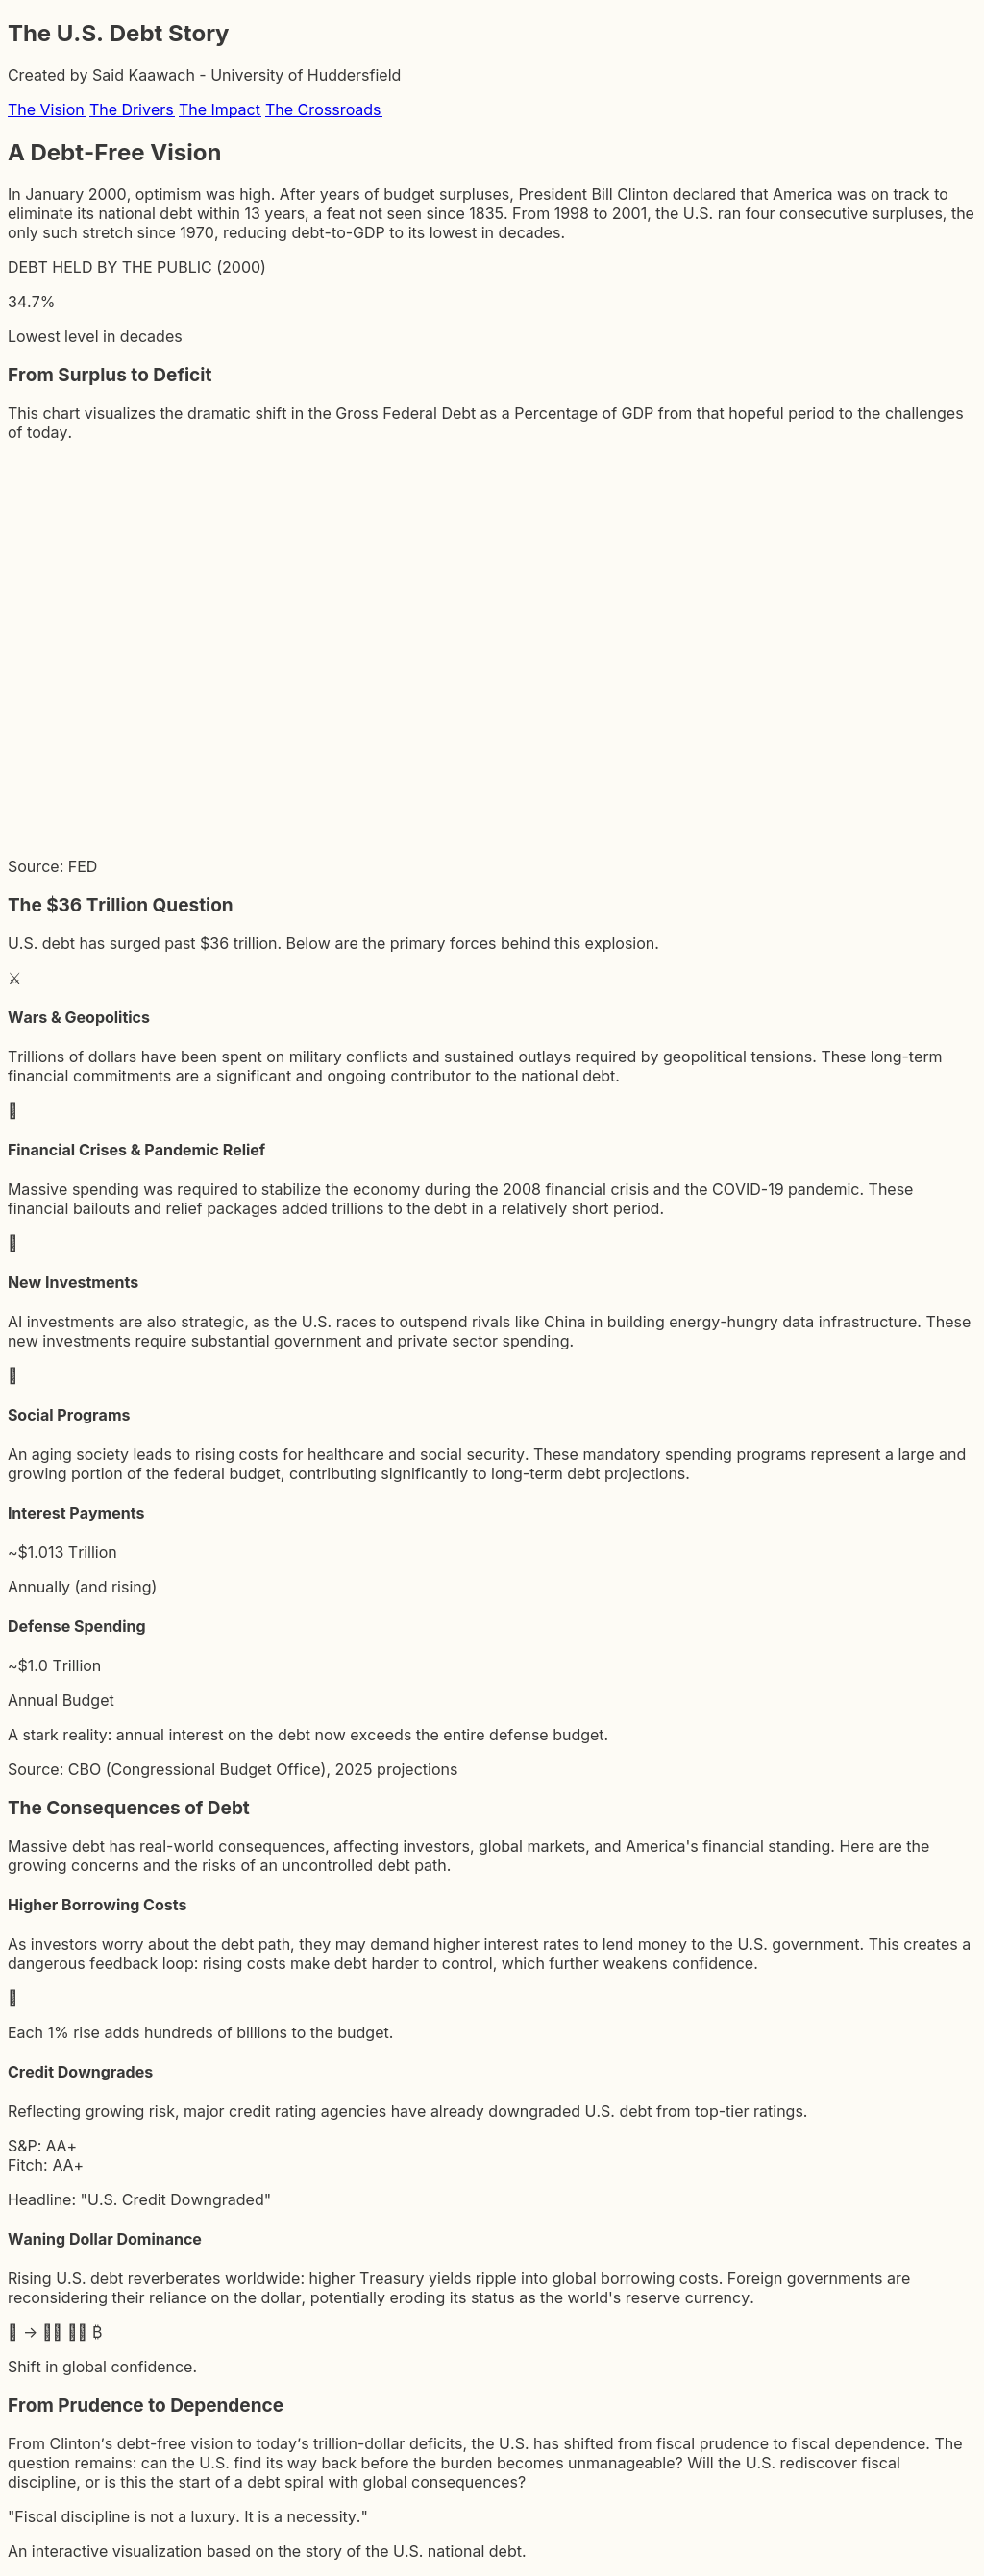 The U.S. Debt Story
Created by Said Kaawach - University of Huddersfield
The Vision The Drivers The Impact The Crossroads
A Debt-Free Vision
In January 2000, optimism was high. After years of budget surpluses, President Bill Clinton declared that America was on track to
eliminate its national debt within 13 years, a feat not seen since 1835. From 1998 to 2001, the U.S. ran four consecutive surpluses, the
only such stretch since 1970, reducing debt-to-GDP to its lowest in decades.
DEBT HELD BY THE PUBLIC (2000)
34.7%
Lowest level in decades
From Surplus to Deficit
This chart visualizes the dramatic shift in the Gross Federal Debt as a Percentage of GDP from that hopeful period to the challenges
of today.
Source: FED
The $36 Trillion Question
U.S. debt has surged past $36 trillion. Below are the primary forces behind this explosion.
⚔
Wars & Geopolitics
Trillions of dollars have been spent on military conflicts and sustained outlays required by geopolitical tensions. These long-term
financial commitments are a significant and ongoing contributor to the national debt.
Financial Crises & Pandemic Relief
Massive spending was required to stabilize the economy during the 2008 financial crisis and the COVID-19 pandemic. These
financial bailouts and relief packages added trillions to the debt in a relatively short period.
New Investments
AI investments are also strategic, as the U.S. races to outspend rivals like China in building energy-hungry data infrastructure. These
new investments require substantial government and private sector spending.
Social Programs
An aging society leads to rising costs for healthcare and social security. These mandatory spending programs represent a large and
growing portion of the federal budget, contributing significantly to long-term debt projections.
Interest Payments
~$1.013 Trillion
Annually (and rising)
Defense Spending
~$1.0 Trillion
Annual Budget
A stark reality: annual interest on the debt now exceeds the entire defense budget.
Source: CBO (Congressional Budget Office), 2025 projections
The Consequences of Debt
Massive debt has real-world consequences, affecting investors, global markets, and America's financial standing. Here are the
growing concerns and the risks of an uncontrolled debt path.
Higher Borrowing Costs
As investors worry about the debt path, they may demand higher interest rates to lend money to the U.S. government. This creates a
dangerous feedback loop: rising costs make debt harder to control, which further weakens confidence.
Each 1% rise adds hundreds of billions to the budget.
Credit Downgrades
Reflecting growing risk, major credit rating agencies have already downgraded U.S. debt from top-tier ratings.
S&P: AA+
Fitch: AA+
Headline: "U.S. Credit Downgraded"
Waning Dollar Dominance
Rising U.S. debt reverberates worldwide: higher Treasury yields ripple into global borrowing costs. Foreign governments are
reconsidering their reliance on the dollar, potentially eroding its status as the world's reserve currency.
→ ₿
Shift in global confidence.
From Prudence to Dependence
From Clinton‘s debt-free vision to today‘s trillion-dollar deficits, the U.S. has shifted from fiscal prudence to fiscal dependence. The
question remains: can the U.S. find its way back before the burden becomes unmanageable? Will the U.S. rediscover fiscal
discipline, or is this the start of a debt spiral with global consequences?
"Fiscal discipline is not a luxury. It is a necessity."
An interactive visualization based on the story of the U.S. national debt.